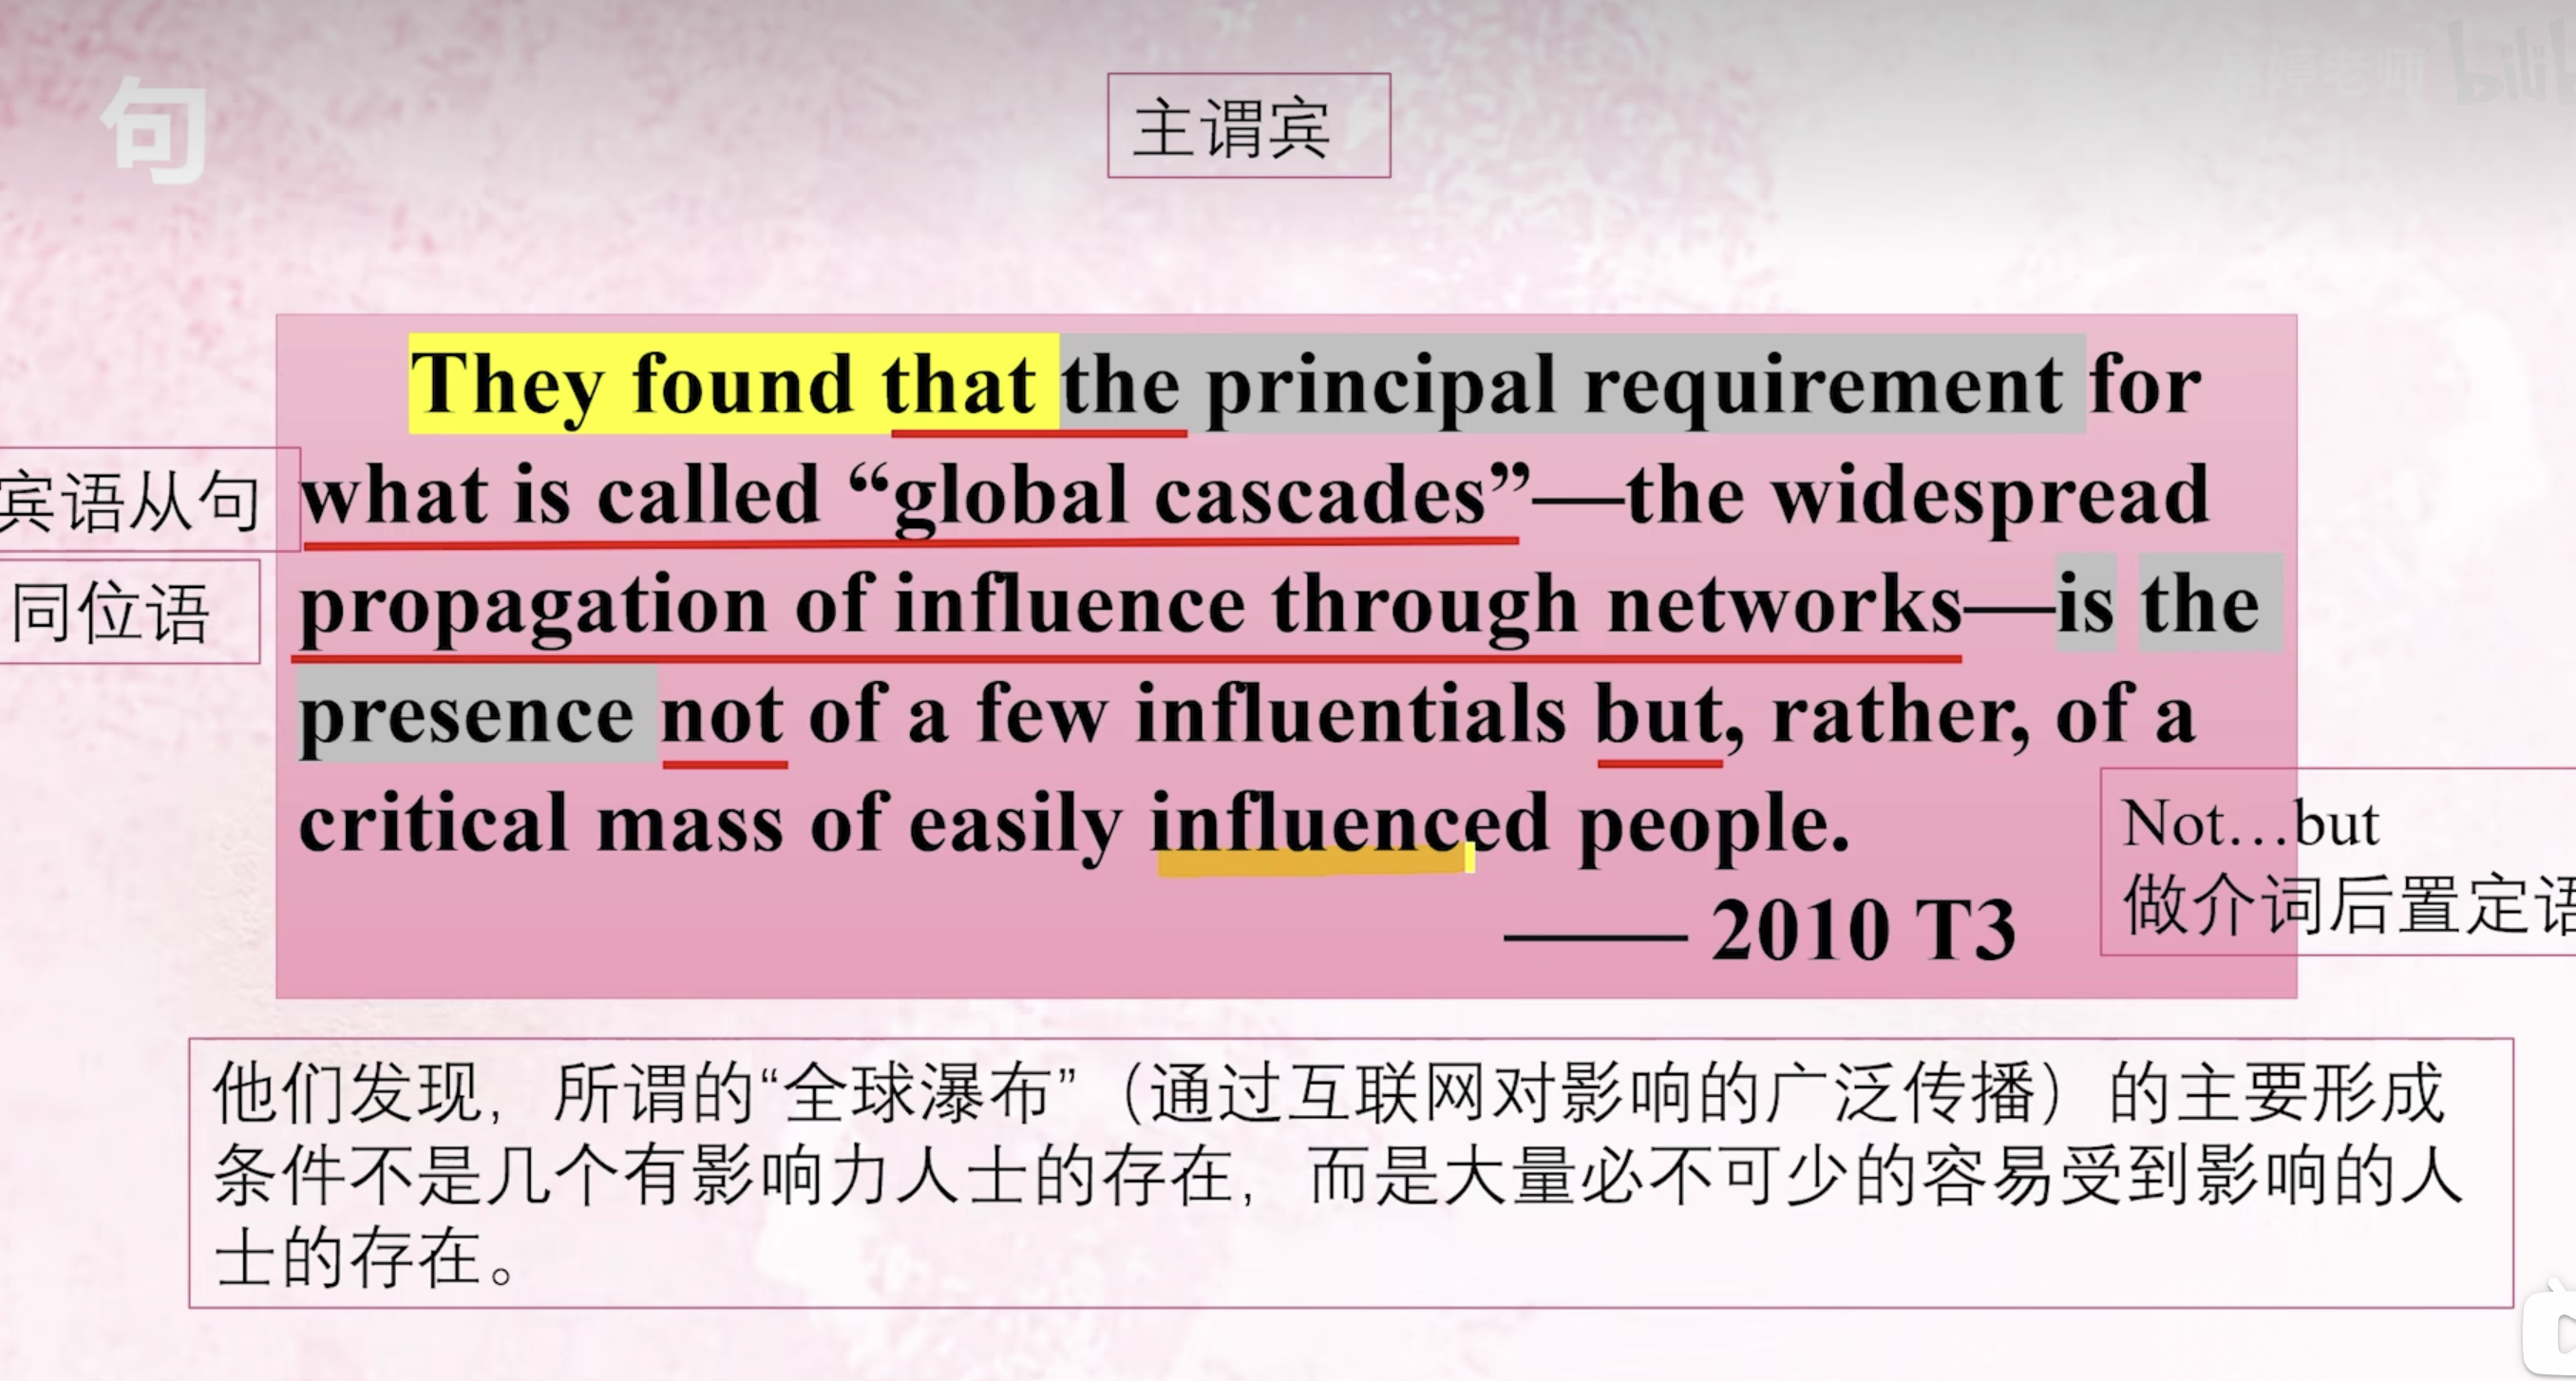 句
主谓宾
They found that the principal requirement for
宾语从句
what is called “global cascades”—the widespread
同位语
propagation of influence through networks—is the
presence not of a few influentials but, rather, of a
critical mass of easily influenced people.
Not…but
做介词后置定语
—— 2010 T3
他们发现，所谓的“全球瀑布”（通过互联网对影响的广泛传播）的主要形成
条件不是几个有影响力人士的存在，而是大量必不可少的容易受到影响的人
士的存在。